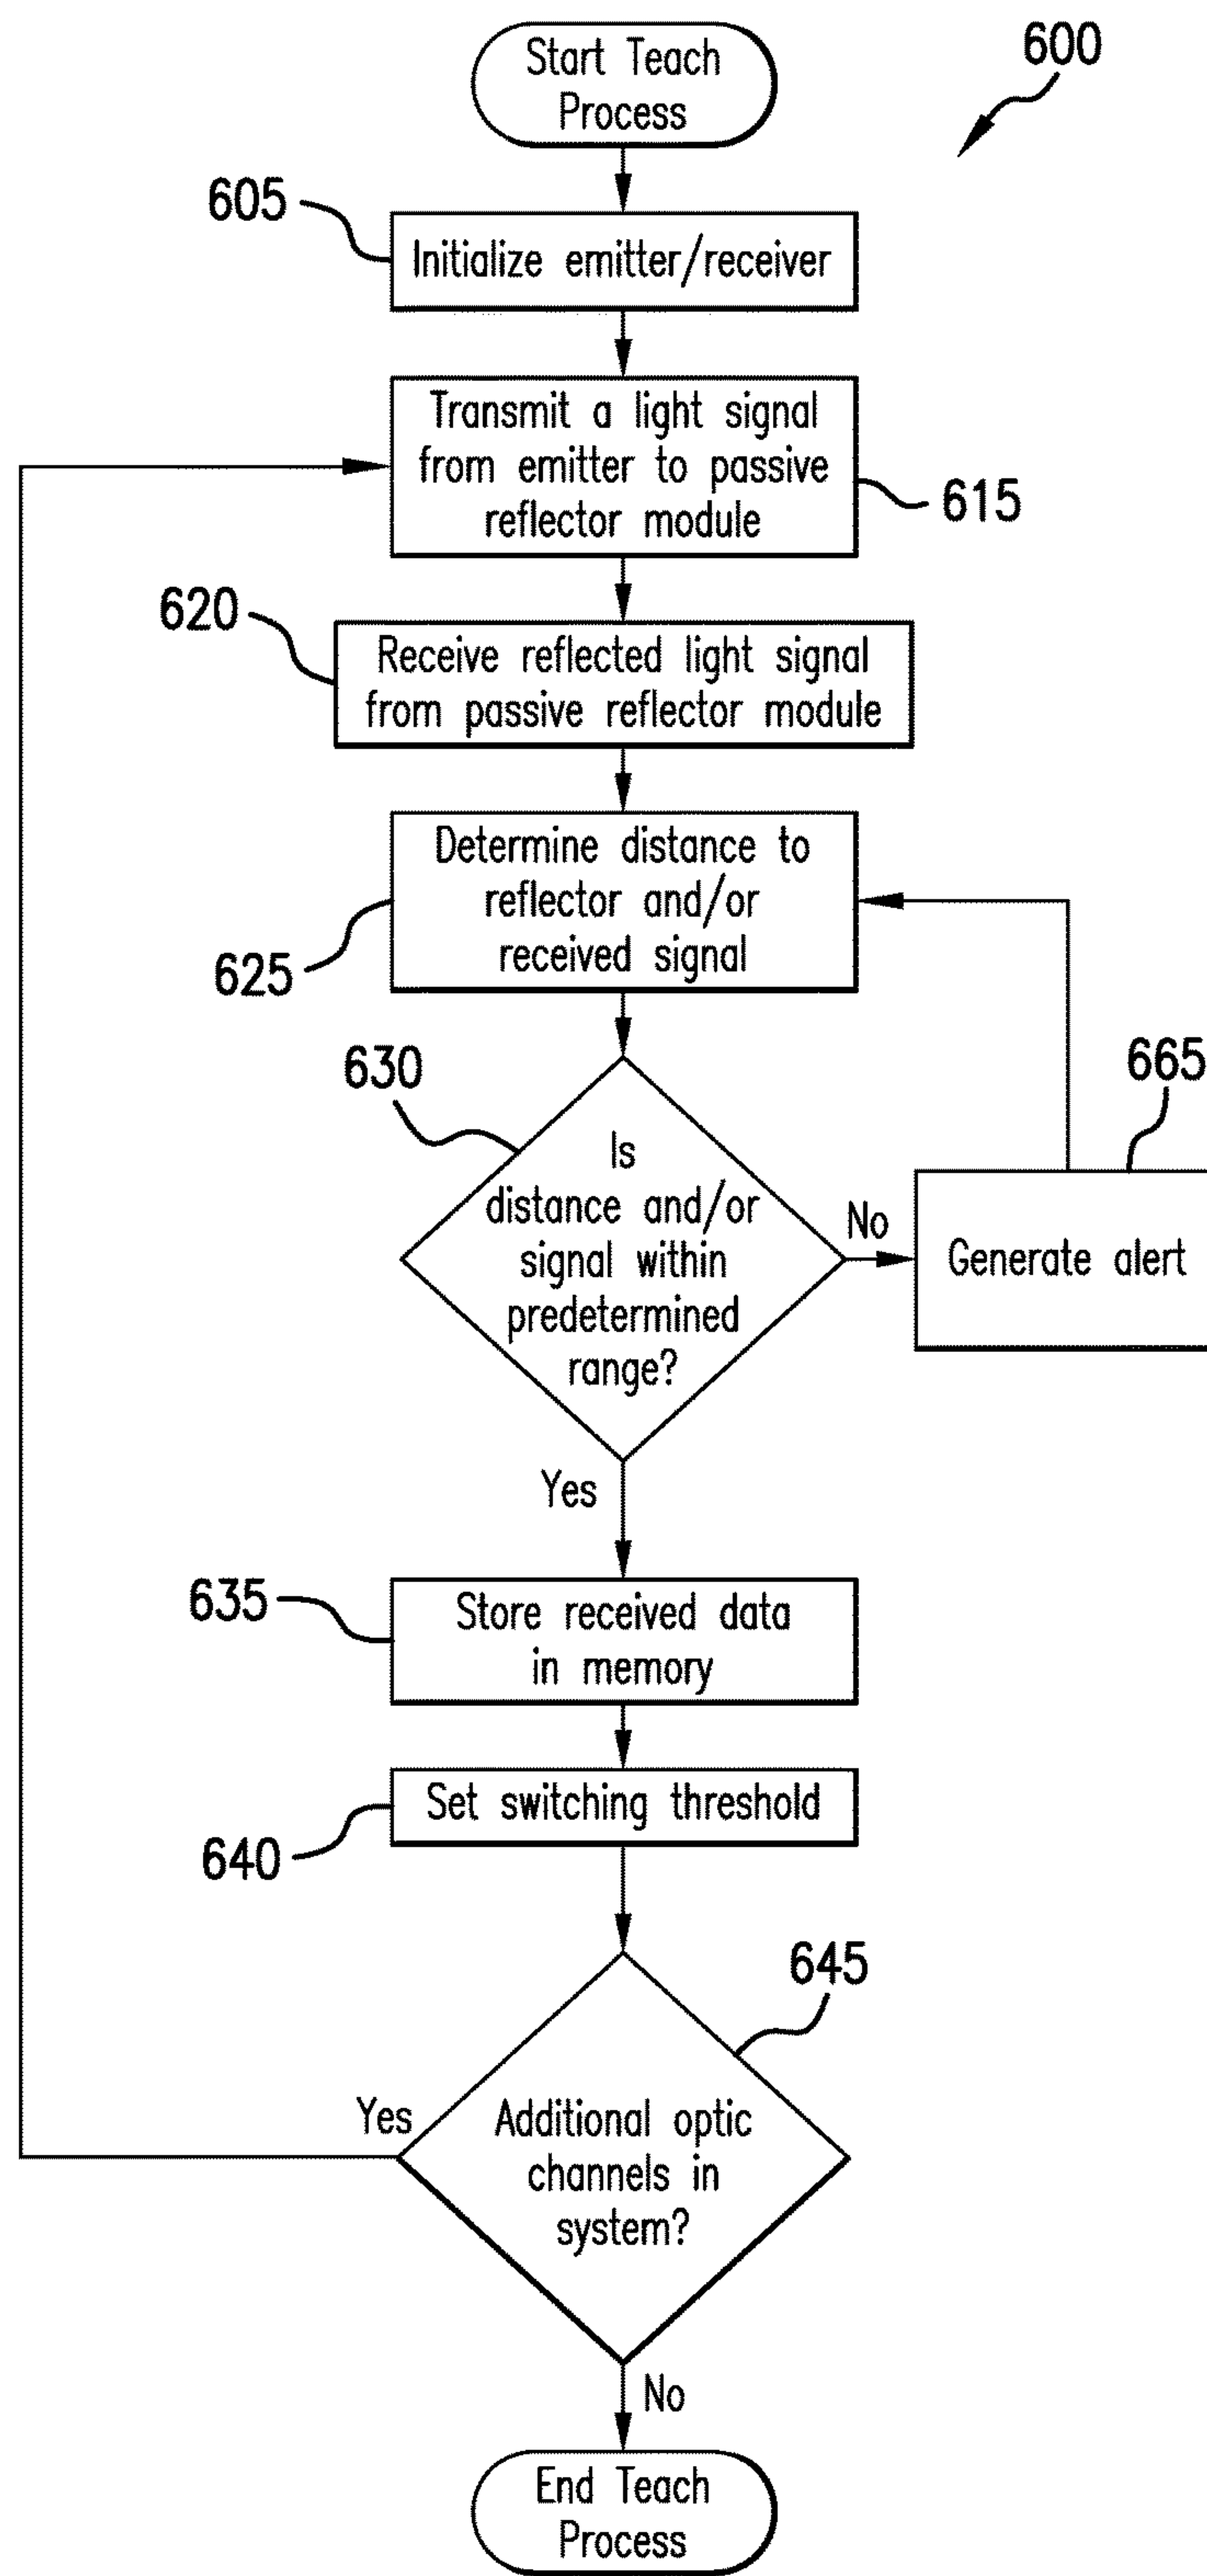 Start Teach
Process
600
605
Initialize emitter/receiver
Transmit a light signal
from emitter to passive
reflector module
615
620
Receive reflected light signal
from passive reflector module
Determine distance to
reflector and/or
received signal
625
630
Is
distance and/or
signal within
predetermined
range?
No
665
Generate alert
Yes
635
Store received data
in memory
Set switching threshold
640
645
Yes
Additional optic
channels in
system?
No
End Teach
Process